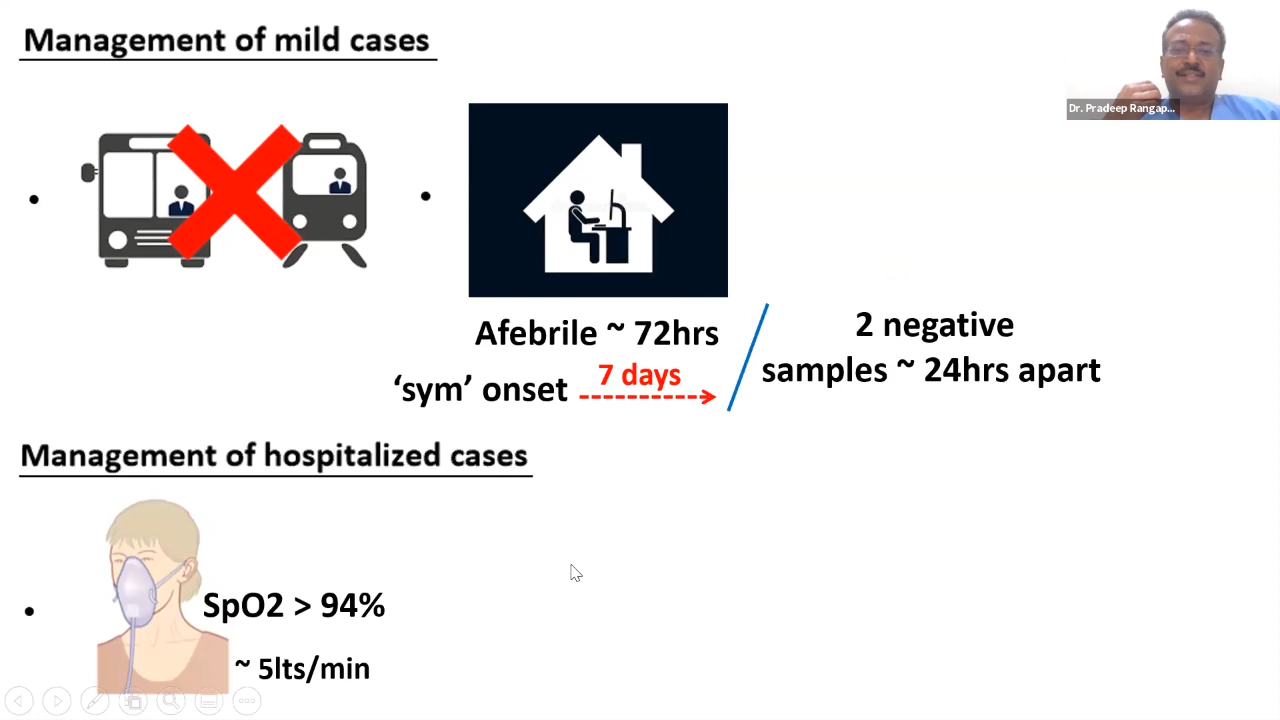 Management of mild cases
Dr. Pradeep Rangap...
Afebrile ~ 72hrs
‘sym’ onset
7 days
2 negative
samples ~ 24hrs apart
Management of hospitalized cases
SpO2 > 94%
~ 5lts/min